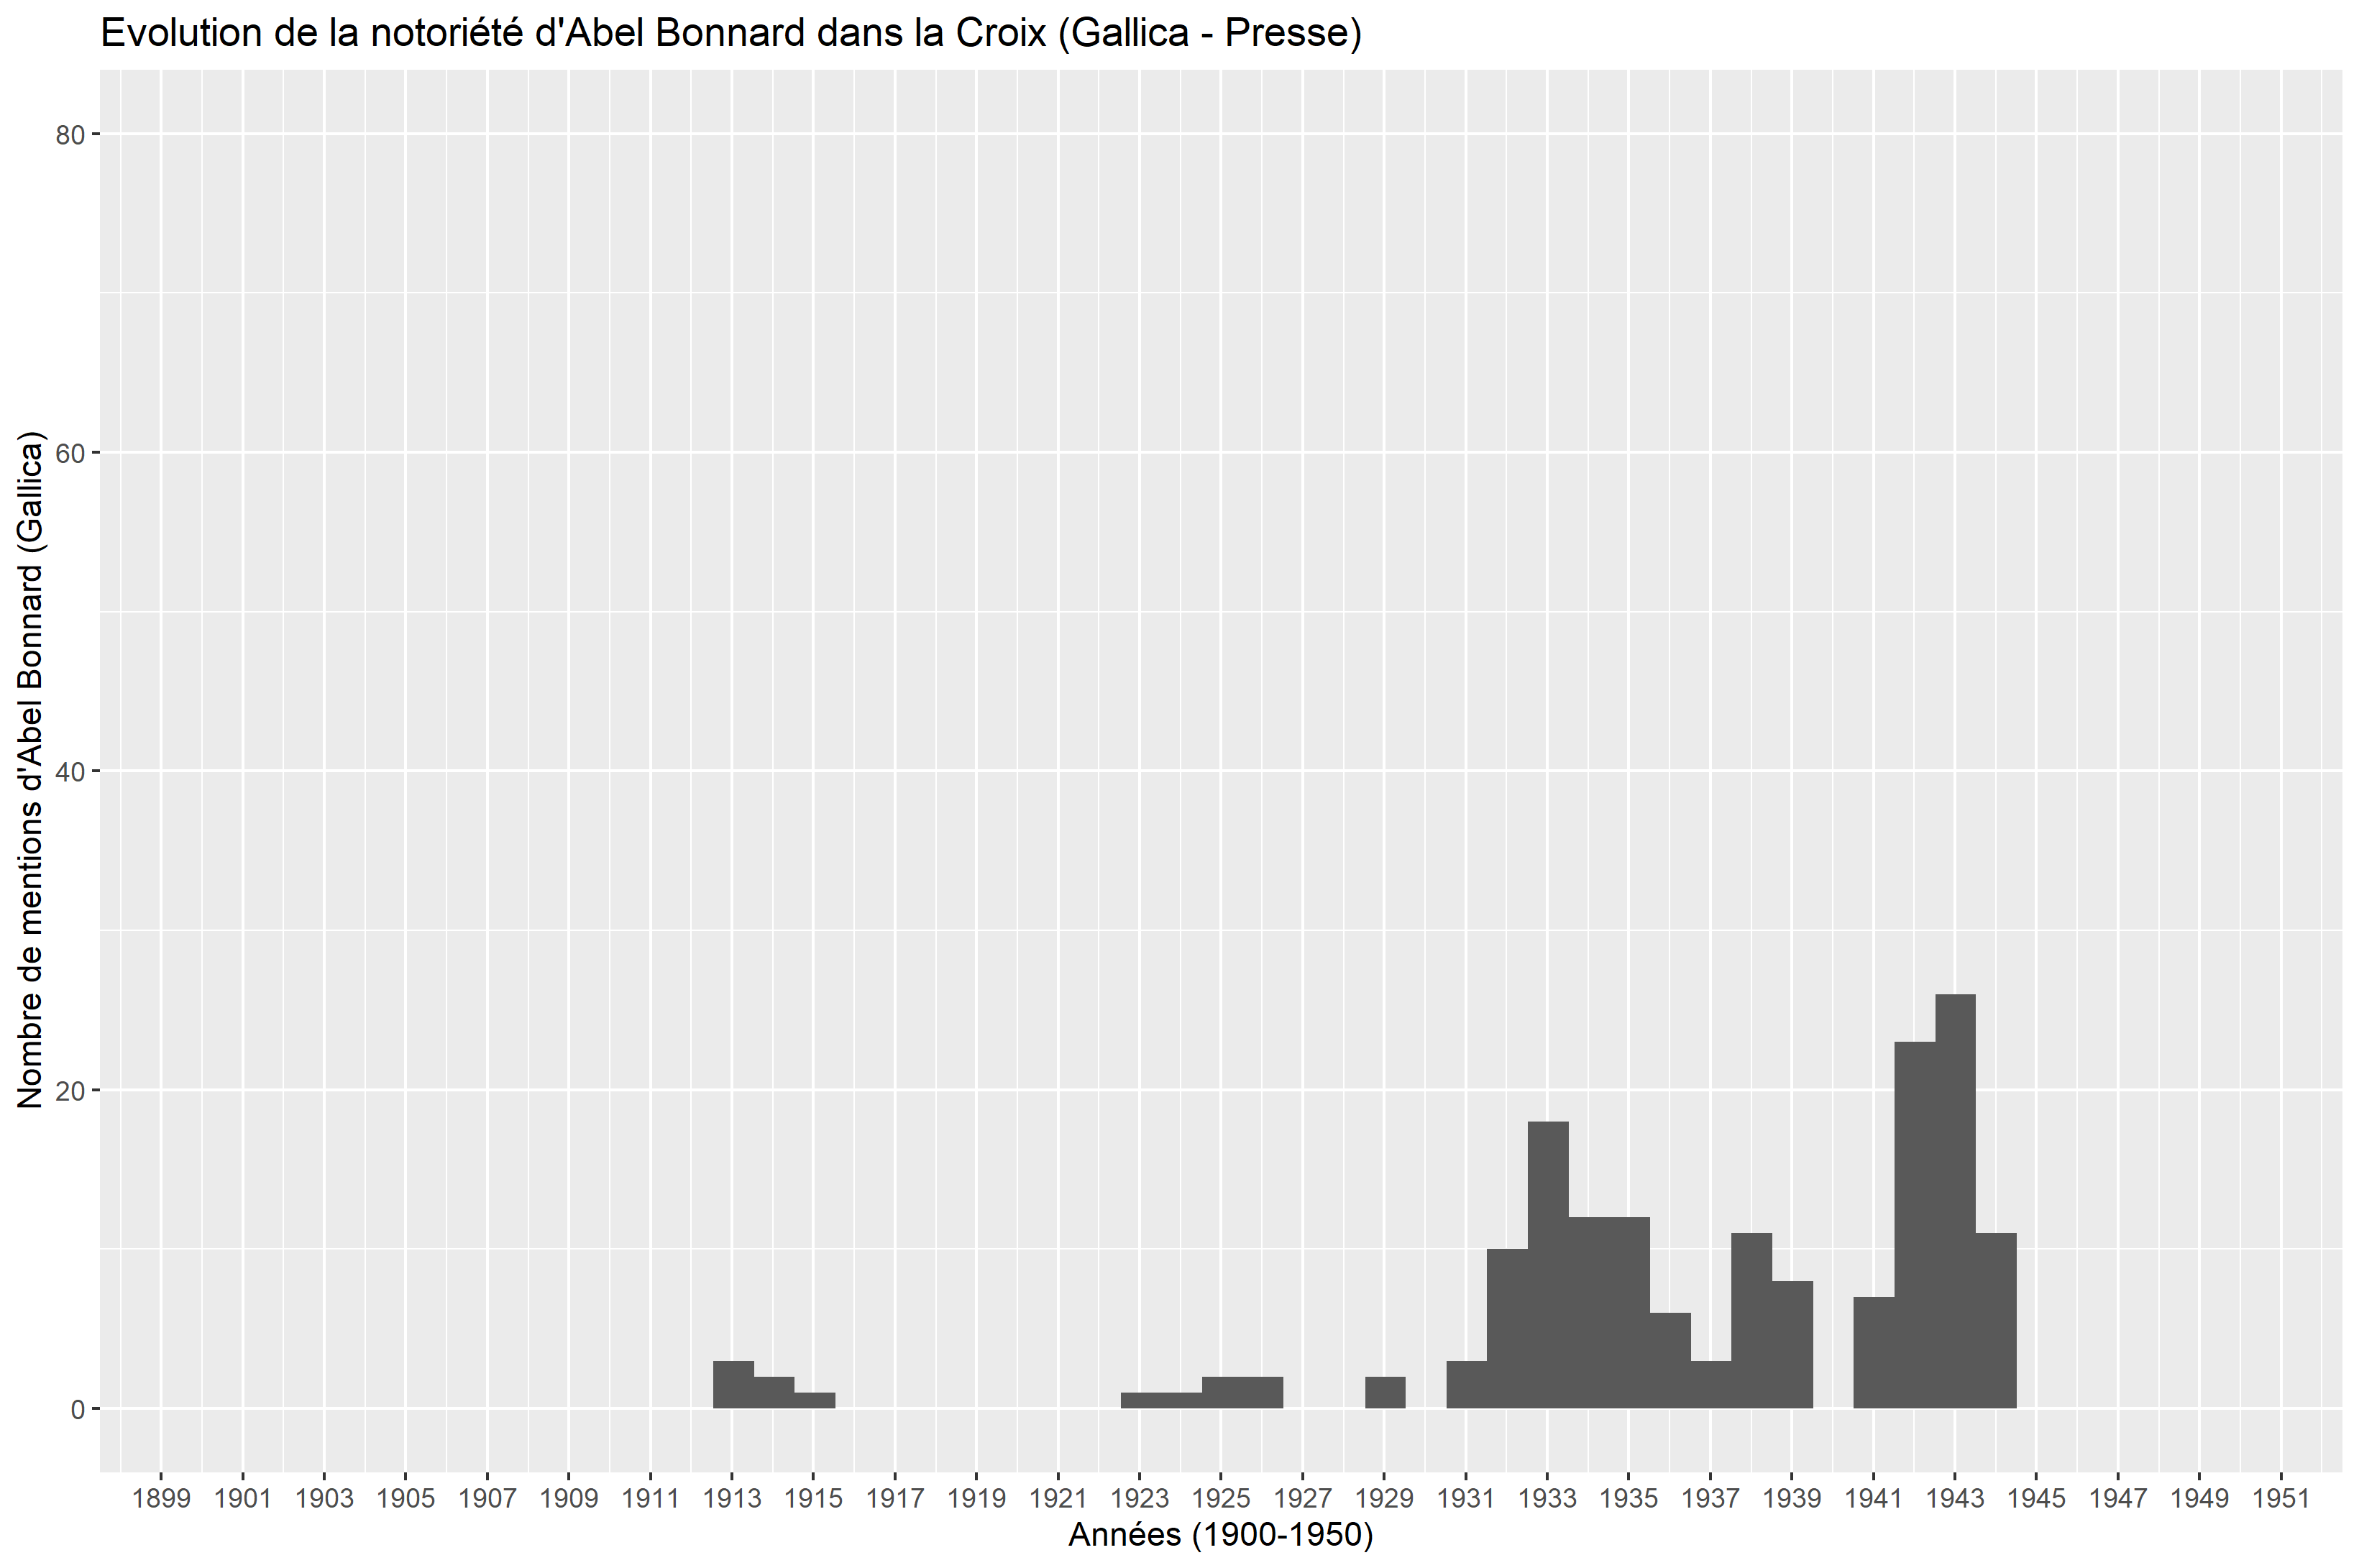 Evolution de la notoriété d'Abel Bonnard dans la Croix (Gallica - Presse)
Nombre de mentions d'Abel Bonnard (Gallica)
80
60
40
20
0
1899 1901 1903 1905 1907 1909 1911 1913 1915 1917 1919 1921 1923 1925 1927 1929 1931 1933 1935 1937 1939 1941 1943 1945 1947 1949 1951
Années (1900-1950)